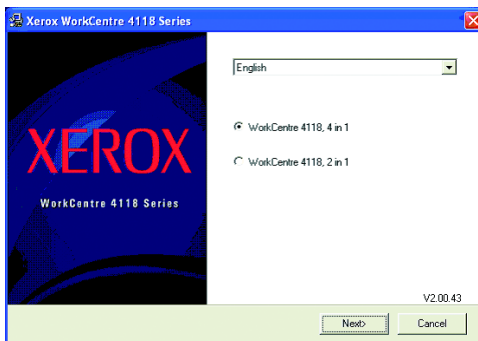 Xerox WorkCentre 4118 Series
English
WorkCentre 4118, 4 in 1
XEROX
WorkCentre 4118, 2 in 1
WorkCentre 4118 Series
V2.00.43
Next>
Cancel